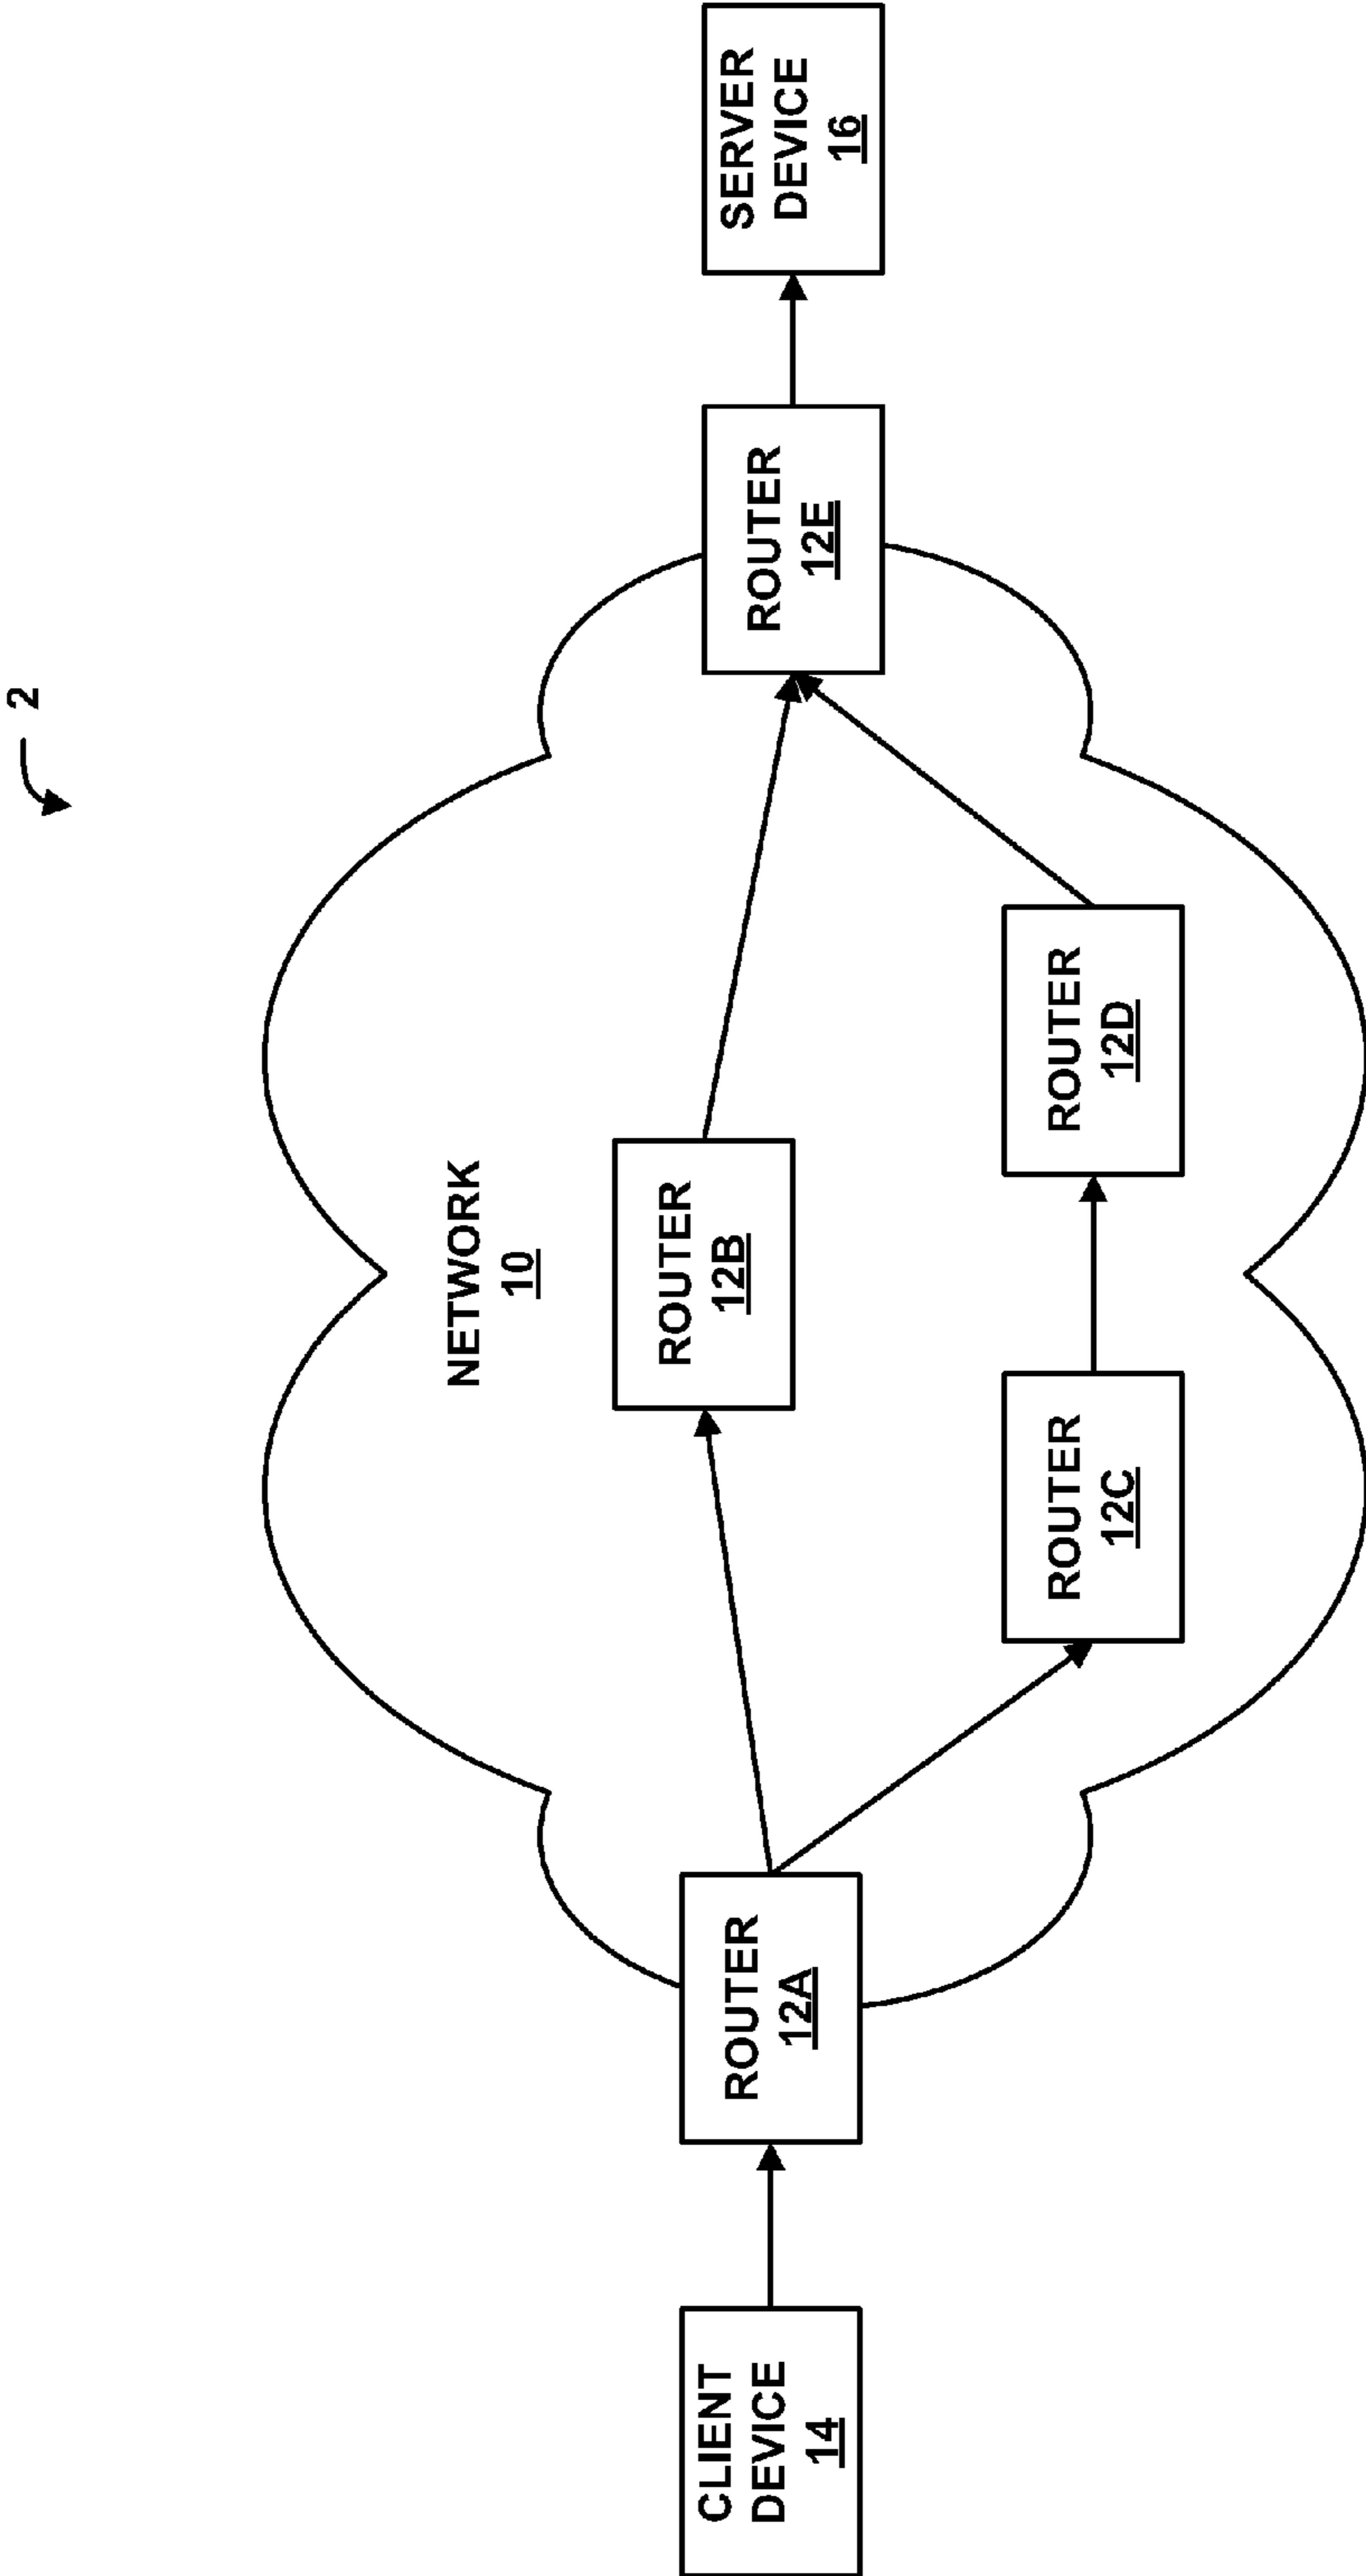 2
NETWORK
10
CLIENT
DEVICE
14
ROUTER
12A
ROUTER
12B
ROUTER
12C
ROUTER
12D
ROUTER
12E
SERVER
DEVICE
16